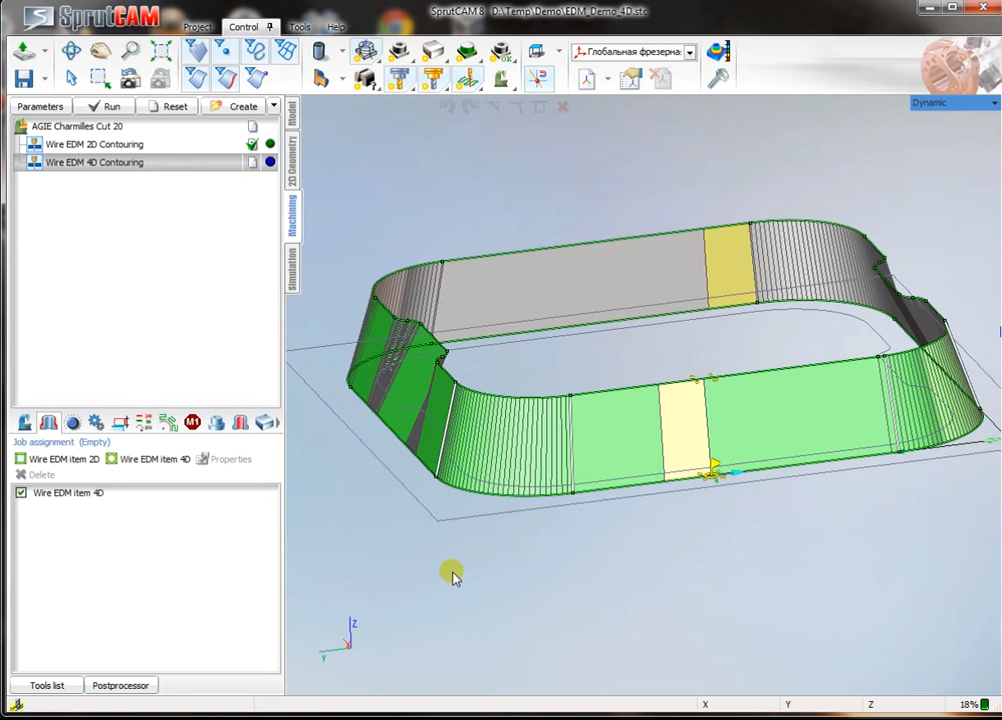 SprutCAM 8 D:\Temp\Demo\EDM_Demo_4D.stc
SprutCAM
Project Control Tools Help
Глобальная фрезерна:
Parameters Run Reset Create
Dynamic
AGIE Charmilles Cut 20
Wire EDM 2D Contouring
Wire EDM 4D Contouring
Model
2D Geometry
Machining
Simulation
M1
Job assignment (Empty)
Wire EDM item 2D Wire EDM item 4D Properties
Delete
Wire EDM item 4D
Z
Y
Tools list Postprocessor
X Y Z 18%